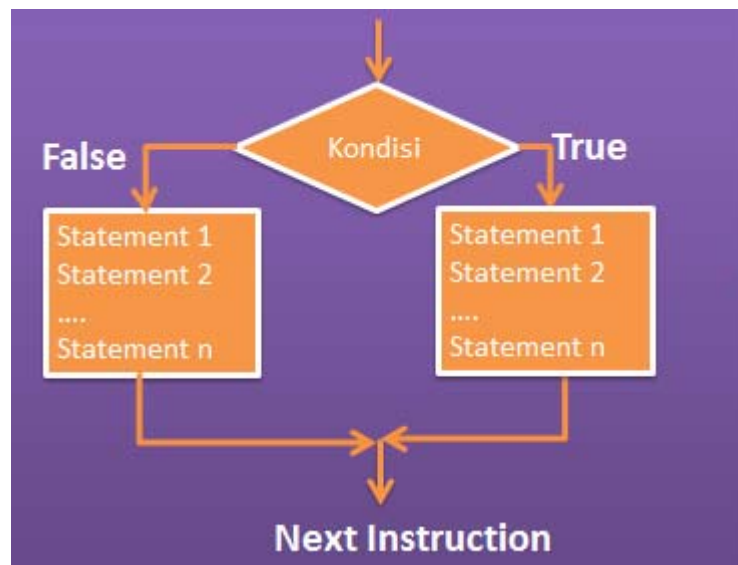 Kondisi
False
True
Statement 1
Statement 2
....
Statement n
Statement 1
Statement 2
....
Statement n
Next Instruction